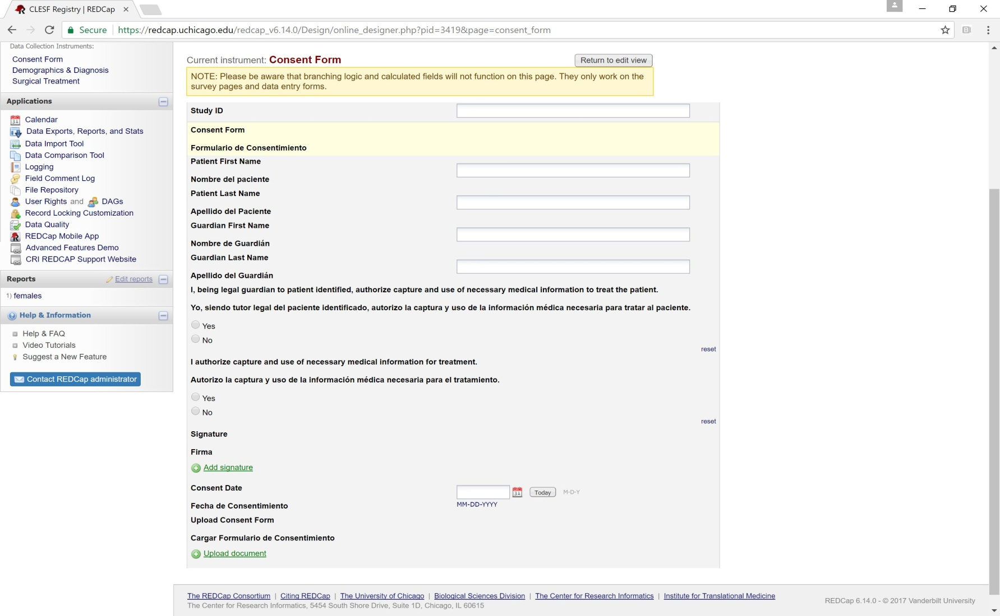 CLESF Registry | REDCap
Secure | https://redcap.uchicago.edu/redcap_v6.14.0/Design/online_designer.php?pid=3419&page=consent_form
Data Collection Instruments:
Consent Form
Demographics & Diagnosis
Surgical Treatment
Applications
Calendar
Data Exports, Reports, and Stats
Data Import Tool
Data Comparison Tool
Logging
Field Comment Log
File Repository
User Rights and DAGs
Record Locking Customization
Data Quality
REDCap Mobile App
Advanced Features Demo
CRI REDCAP Support Website
Reports Edit reports
1) females
Help & Information
Help & FAQ
Video Tutorials
Suggest a New Feature
Contact REDCap administrator
Current instrument: Consent Form
Return to edit view
NOTE: Please be aware that branching logic and calculated fields will not function on this page. They only work on the
survey pages and data entry forms.
Study ID
Consent Form
Formulario de Consentimiento
Patient First Name
Nombre del paciente
Patient Last Name
Apellido del Paciente
Guardian First Name
Nombre de Guardián
Guardian Last Name
Apellido del Guardián
I, being legal guardian to patient identified, authorize capture and use of necessary medical information to treat the patient.
Yo, siendo tutor legal del paciente identificado, autorizo la captura y uso de la información médica necesaria para tratar al paciente.
Yes
No
reset
I authorize capture and use of necessary medical information for treatment.
Autorizo la captura y uso de la información médica necesaria para el tratamiento.
Yes
No
reset
Signature
Firma
Add signature
Consent Date
31 Today M-D-Y
MM-DD-YYYY
Fecha de Consentimiento
Upload Consent Form
Cargar Formulario de Consentimiento
Upload document
The REDCap Consortium | Citing REDCap | The University of Chicago | Biological Sciences Division | The Center for Research Informatics | Institute for Translational Medicine
The Center for Research Informatics, 5454 South Shore Drive, Suite 1D, Chicago, IL 60615
REDCap 6.14.0 - © 2017 Vanderbilt University